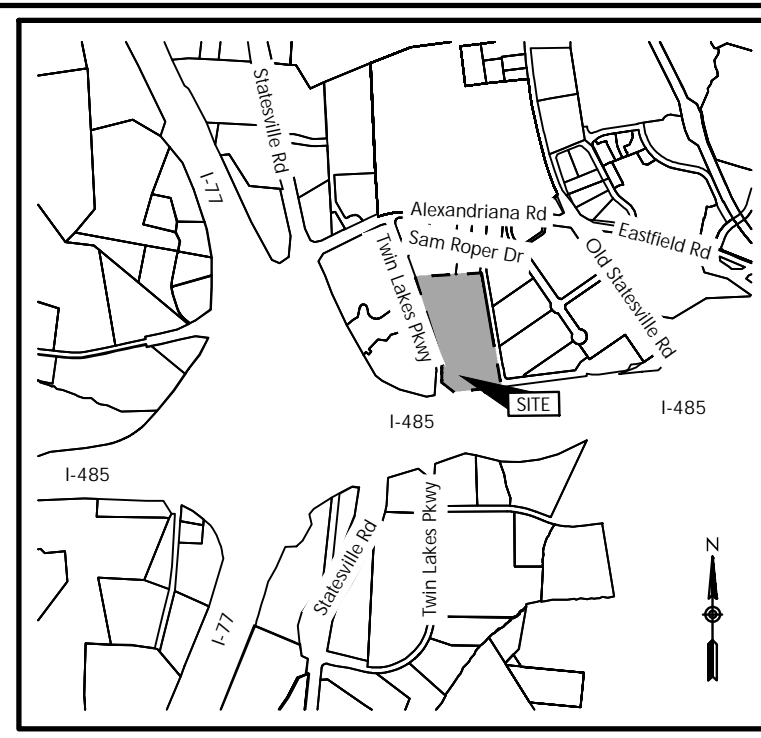 Statesville Rd
I-77
Alexandriana Rd
Eastfield Rd
Sam Roper Dr
Twin Lakes Pkwy
Old Statesville Rd
SITE
I-485
I-485
I-485
Statesville Rd
Twin Lakes Pkwy
I-77
N